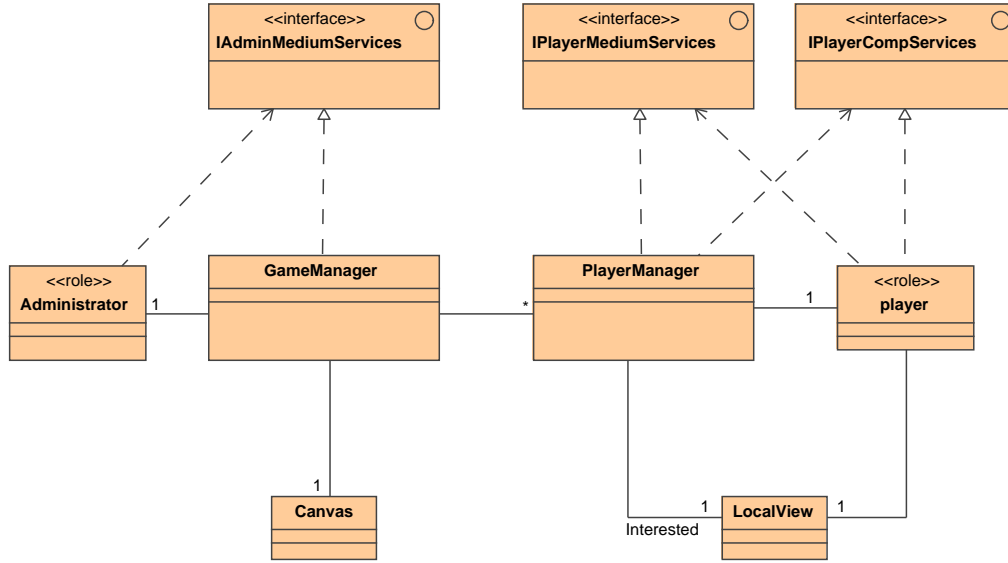 <<interface>>
IAdminMediumServices
<<interface>>
IPlayerMediumServices
<<interface>>
IPlayerCompServices
<<role>>
Administrator
1
GameManager
*
PlayerManager
1
<<role>>
player
1
Canvas
Interested
1
LocalView
1